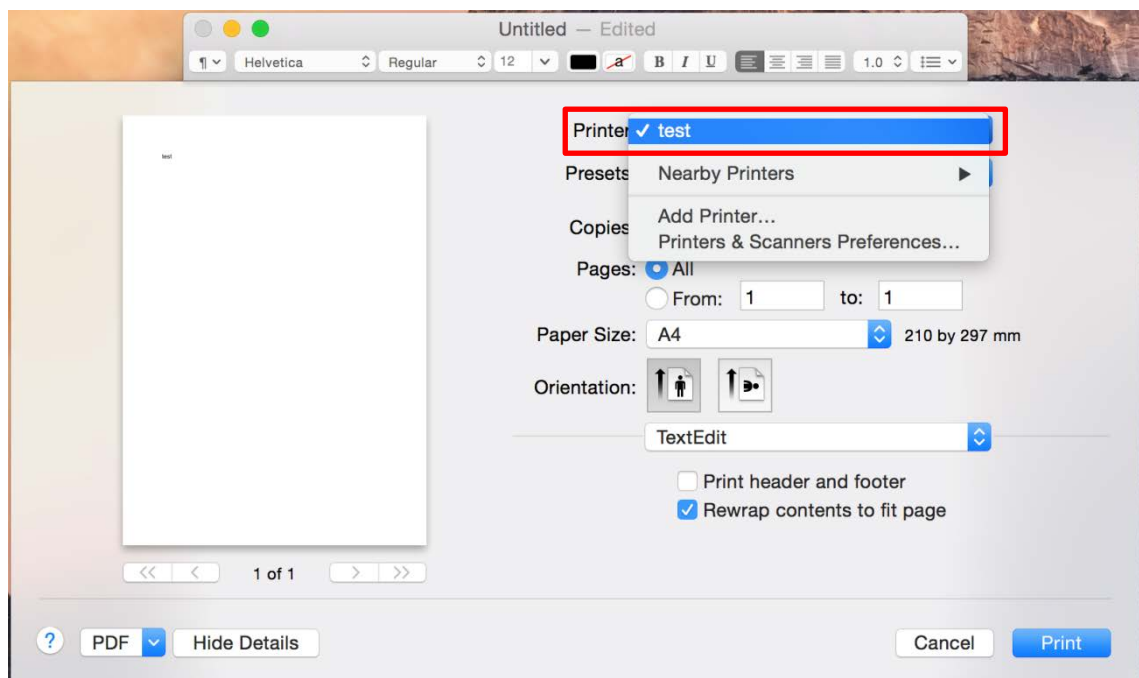 Untitled — Edited
¶ Helvetica Regular 12 a B I U 1.0
test
Printer ✓ test
Presets Nearby Printers
Add Printer...
Copies Printers & Scanners Preferences...
Pages: All
From: 1 to: 1
Paper Size: A4 210 by 297 mm
Orientation:
TextEdit
Print header and footer
Rewrap contents to fit page
<< < 1 of 1 > >>
? PDF Hide Details Cancel Print